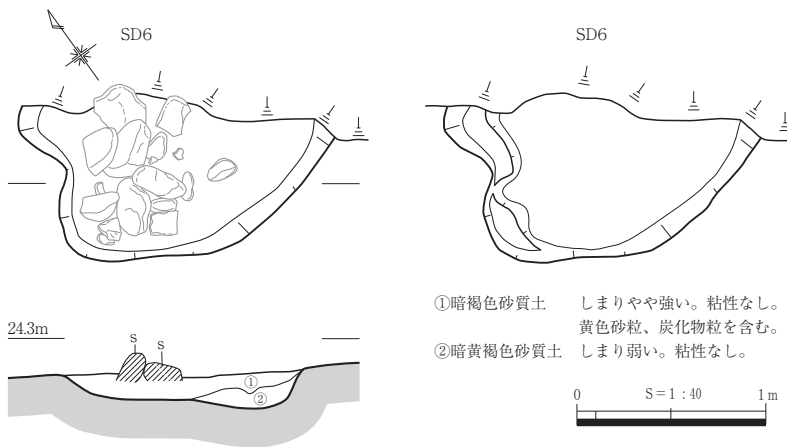 SD6
SD6
24.3m
S
S
①
②
①暗褐色砂質土 しまりやや強い。粘性なし。
黄色砂粒、炭化物粒を含む。
②暗黄褐色砂質土 しまり弱い。粘性なし。
0 S=1:40 1m